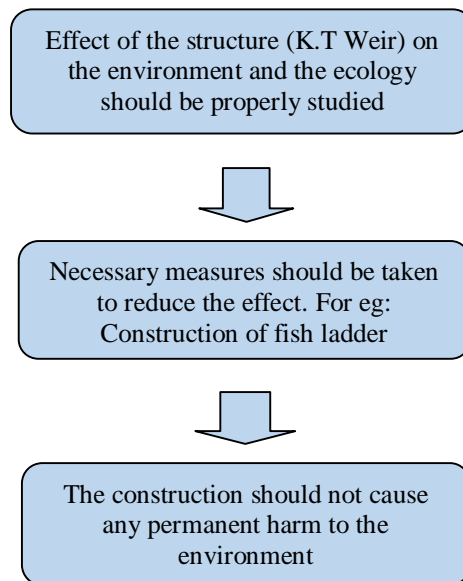 Effect of the structure (K.T Weir) on
the environment and the ecology
should be properly studied
Necessary measures should be taken
to reduce the effect. For eg:
Construction of fish ladder
The construction should not cause
any permanent harm to the
environment